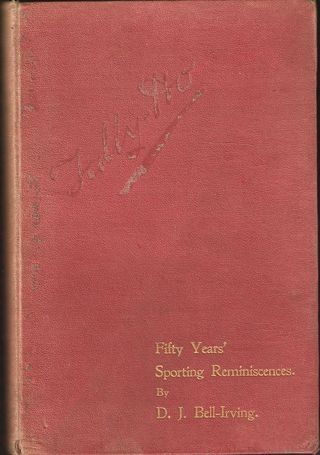 Tally-Ho
Fifty Years'
Sporting Reminiscences.
By
D. J. Bell-Irving.